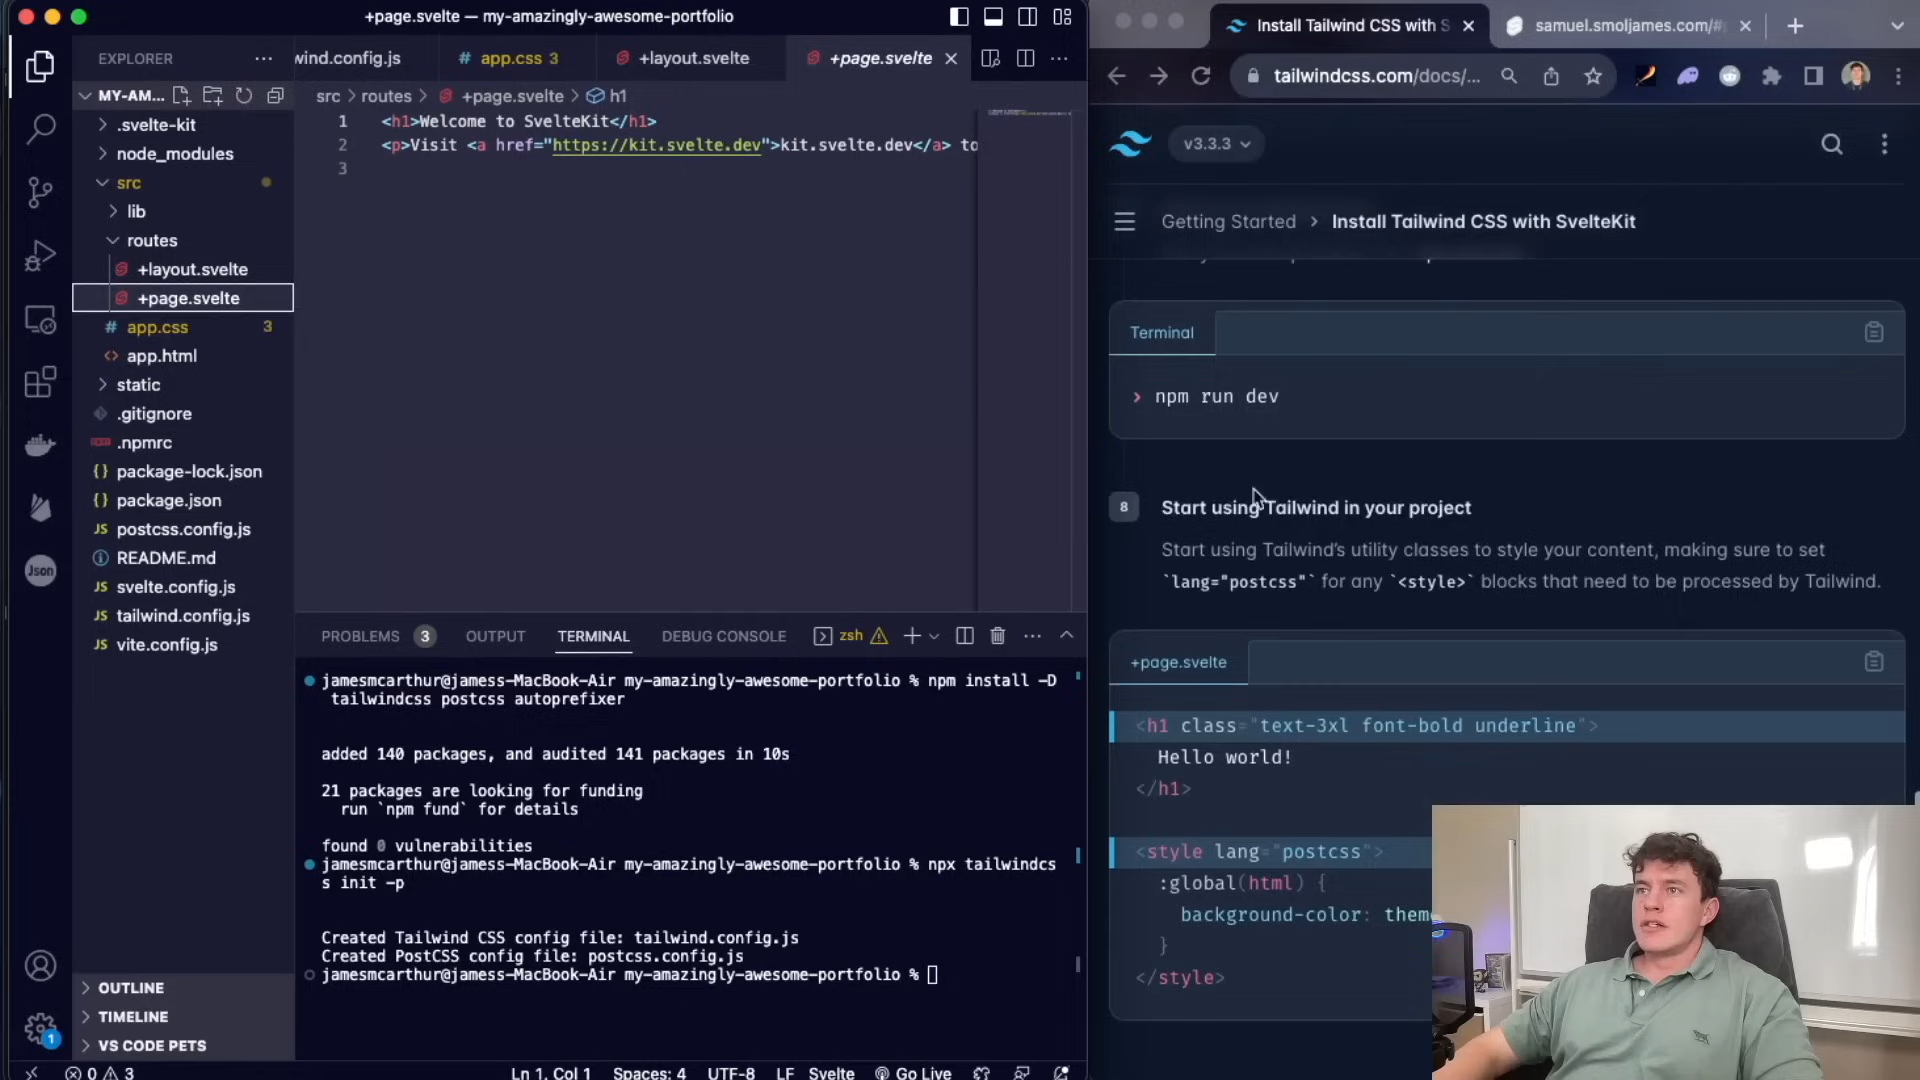 +page.svelte — my-amazingly-awesome-portfolio
EXPLORER
MY-AM...
.svelte-kit
node_modules
src
lib
routes
+layout.svelte
+page.svelte
# app.css 3
<> app.html
static
.gitignore
.npmrc
{} package-lock.json
{} package.json
JS postcss.config.js
README.md
JS svelte.config.js
JS tailwind.config.js
JS vite.config.js
OUTLINE
TIMELINE
VS CODE PETS
Json
1
wind.config.js
# app.css 3
+layout.svelte
+page.svelte
src > routes > +page.svelte > h1
1 <h1>Welcome to SvelteKit</h1>
2 <p>Visit <a href="https://kit.svelte.dev">kit.svelte.dev</a> to
3
PROBLEMS 3 OUTPUT TERMINAL DEBUG CONSOLE zsh
jamesmcarthur@jamess-MacBook-Air my-amazingly-awesome-portfolio % npm install -D
tailwindcss postcss autoprefixer
added 140 packages, and audited 141 packages in 10s
21 packages are looking for funding
run `npm fund` for details
found 0 vulnerabilities
jamesmcarthur@jamess-MacBook-Air my-amazingly-awesome-portfolio % npx tailwindcs
s init -p
Created Tailwind CSS config file: tailwind.config.js
Created PostCSS config file: postcss.config.js
jamesmcarthur@jamess-MacBook-Air my-amazingly-awesome-portfolio %
0 3 Ln 1, Col 1 Spaces: 4 UTF-8 LF Svelte Go Live
Install Tailwind CSS with S
samuel.smoljames.com/#
tailwindcss.com/docs/...
v3.3.3
Getting Started > Install Tailwind CSS with SvelteKit
Terminal
> npm run dev
8 Start using Tailwind in your project
Start using Tailwind's utility classes to style your content, making sure to set
`lang="postcss"` for any `<style>` blocks that need to be processed by Tailwind.
+page.svelte
<h1 class="text-3xl font-bold underline">
Hello world!
</h1>
<style lang="postcss">
:global(html) {
background-color: them
}
</style>